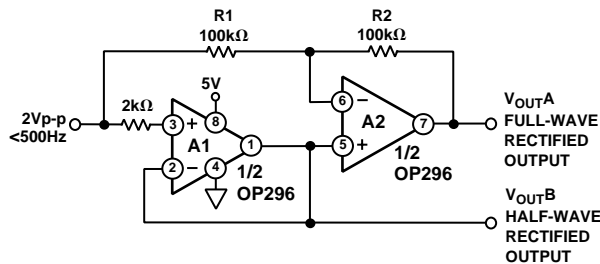 R1
100kΩ
R2
100kΩ
2Vp-p
<500Hz
2kΩ
5V
3
+
8
A1
1
2
−
4
1/2
OP296
6
−
A2
7
5
+
1/2
OP296
VOUTA
FULL-WAVE
RECTIFIED
OUTPUT
VOUTB
HALF-WAVE
RECTIFIED
OUTPUT